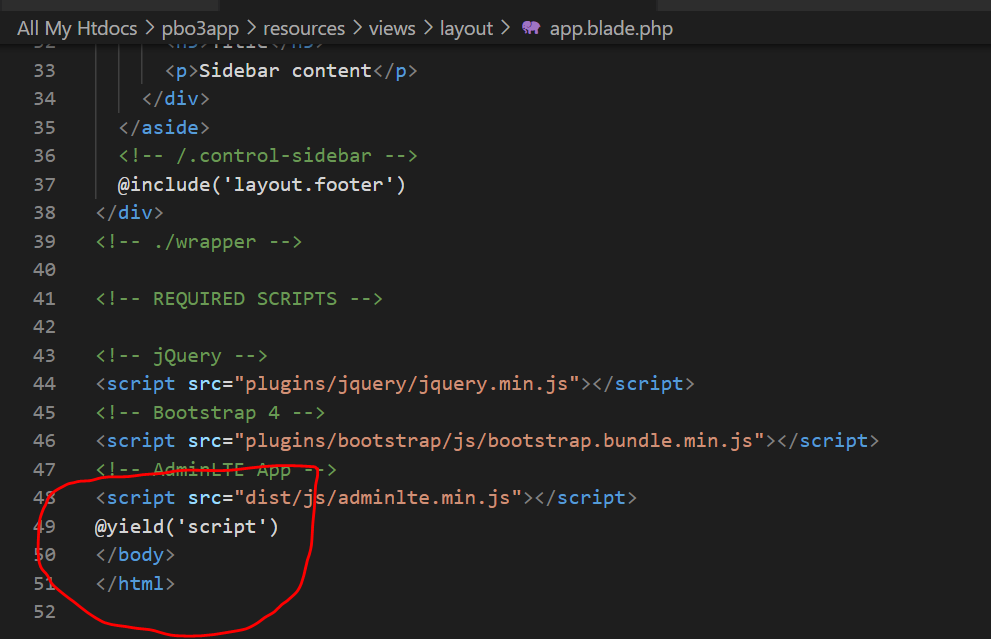 All My Htdocs > pbo3app > resources > views > layout > app.blade.php
32 <h5>Title</h5>
33 <p>Sidebar content</p>
34 </div>
35 </aside>
36 <!-- /.control-sidebar -->
37 @include('layout.footer')
38 </div>
39 <!-- ./wrapper -->
40
41 <!-- REQUIRED SCRIPTS -->
42
43 <!-- jQuery -->
44 <script src="plugins/jquery/jquery.min.js"></script>
45 <!-- Bootstrap 4 -->
46 <script src="plugins/bootstrap/js/bootstrap.bundle.min.js"></script>
47 <!-- AdminLTE App -->
48 <script src="dist/js/adminlte.min.js"></script>
49 @yield('script')
50 </body>
51 </html>
52